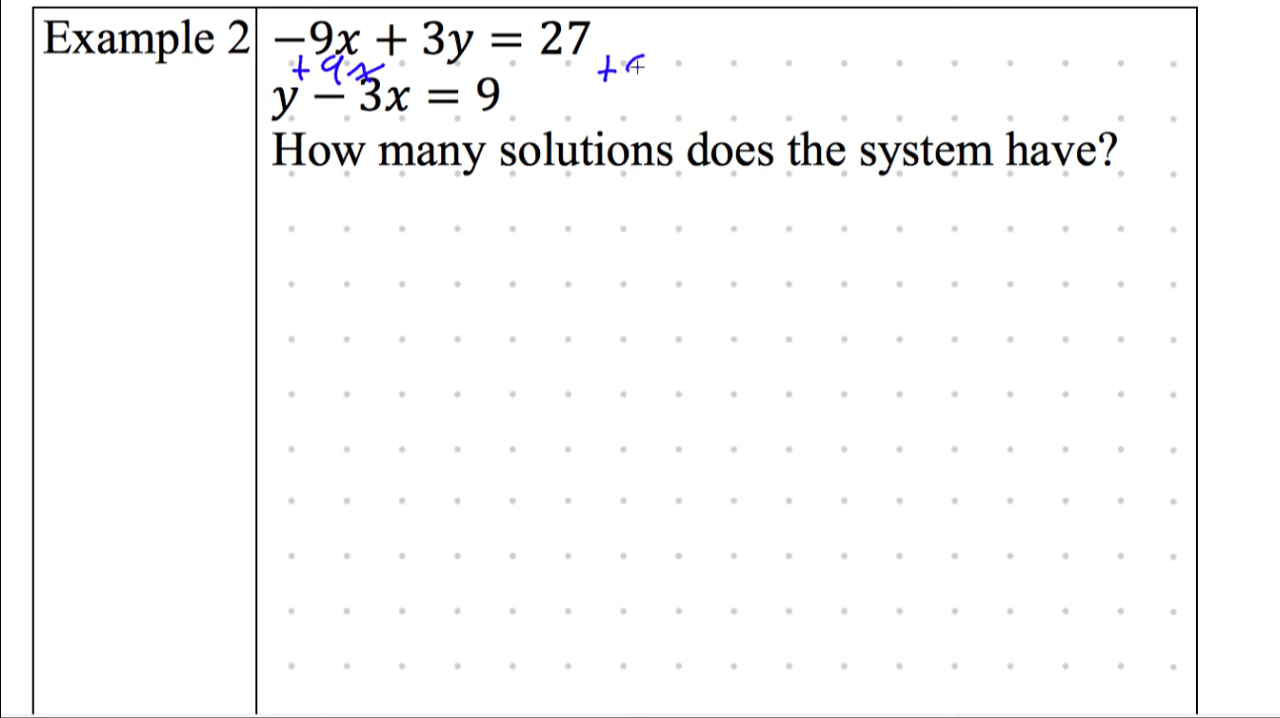 Example 2
−9x + 3y = 27
+9x
y − 3x = 9
How many solutions does the system have?